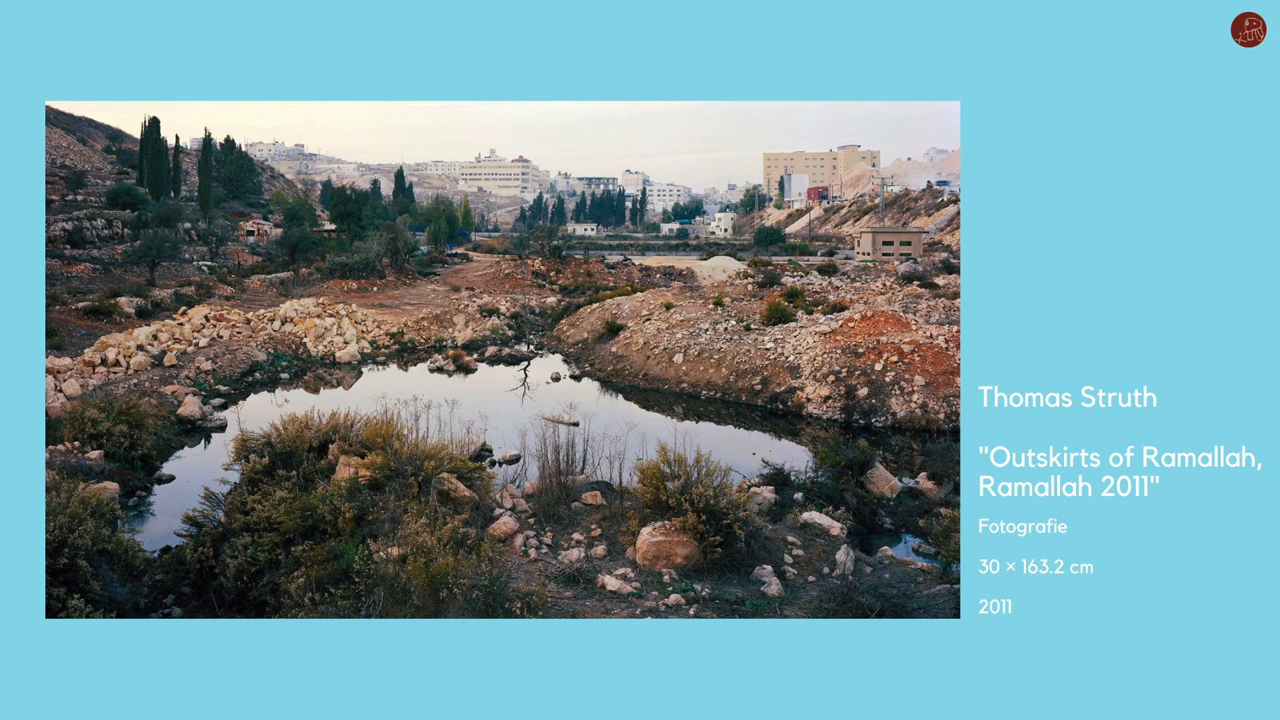 Thomas Struth
"Outskirts of Ramallah,
Ramallah 2011"
Fotografie
30 × 163.2 cm
2011